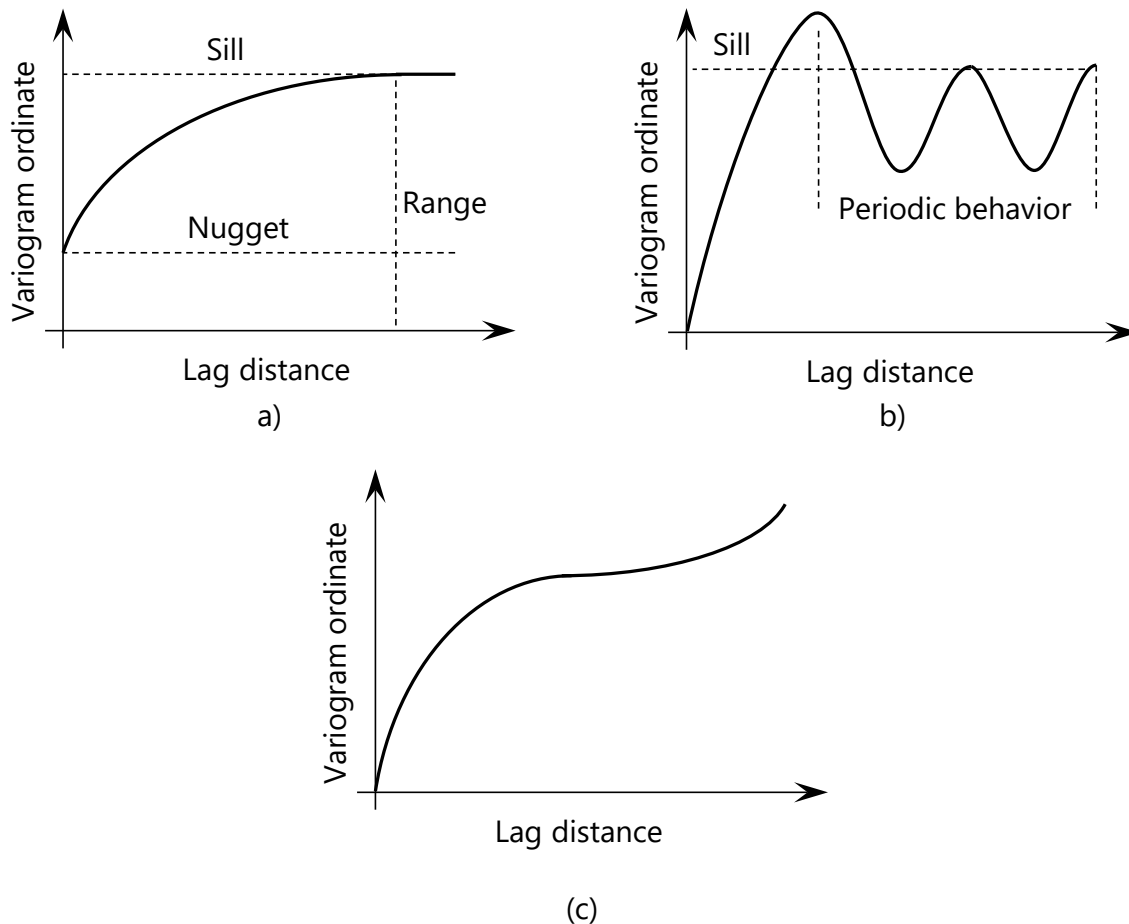 Variogram ordinate
Sill
Nugget
Range
Lag distance
a)
Variogram ordinate
Sill
Periodic behavior
Lag distance
b)
Variogram ordinate
Lag distance
(c)